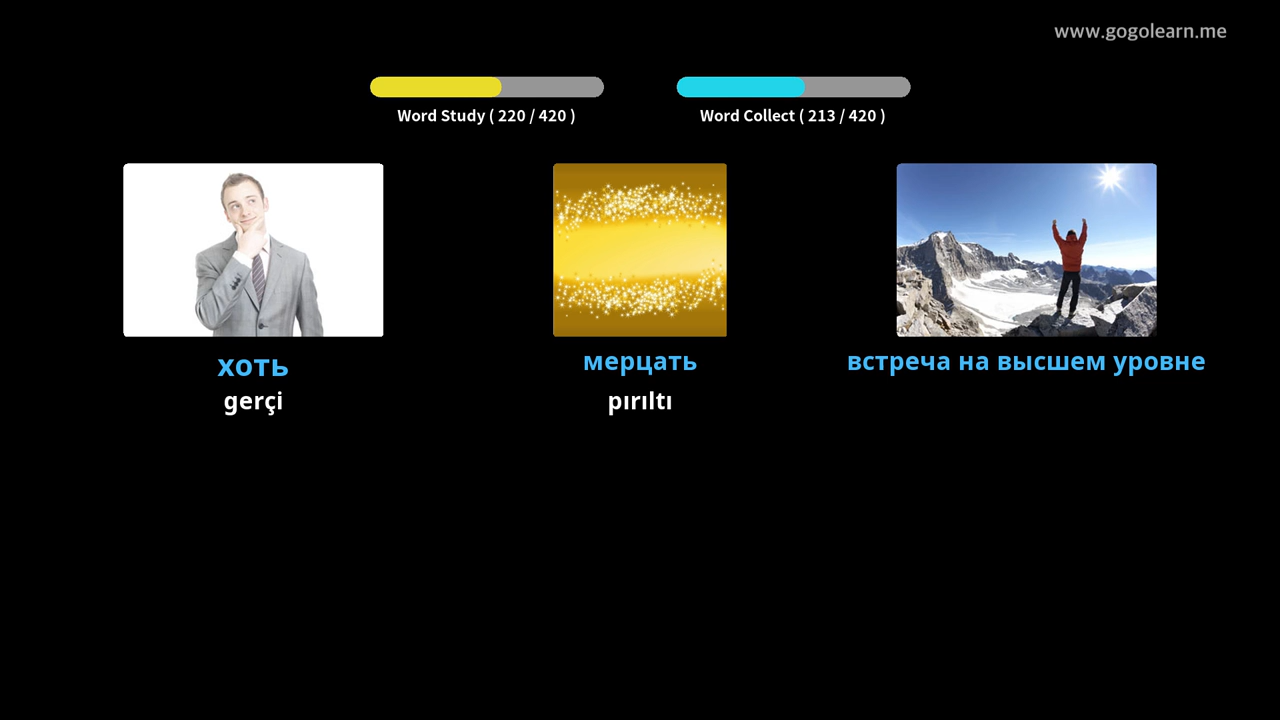 www.gogolearn.me
Word Study ( 220 / 420 )
Word Collect ( 213 / 420 )
хоть
gerçi
мерцать
pırıltı
встреча на высшем уровне